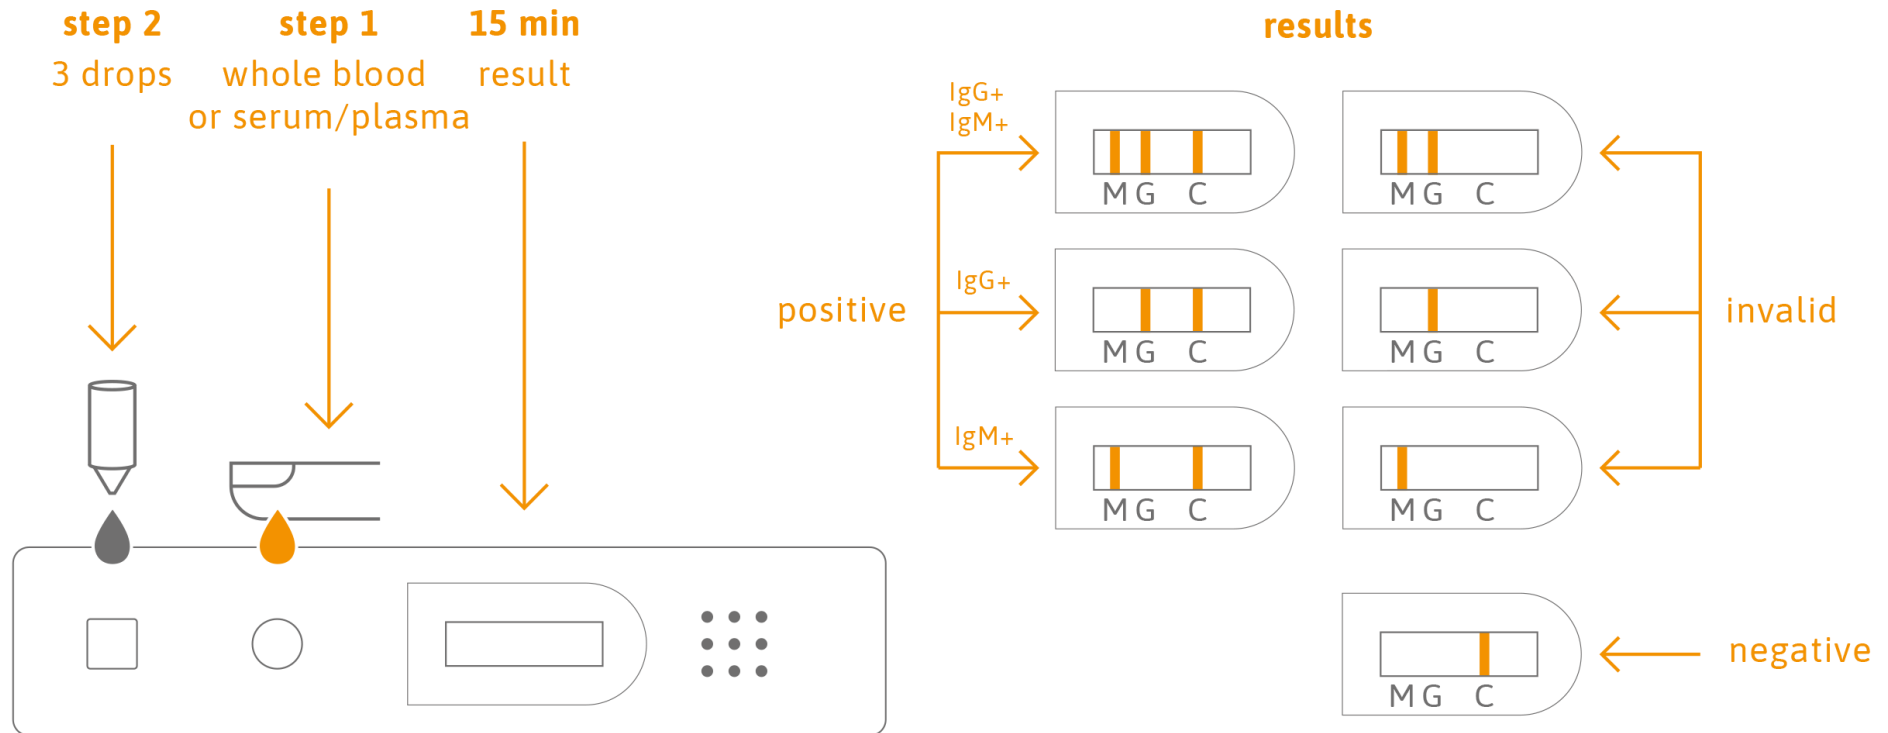 step 2
3 drops
step 1
whole blood
or serum/plasma
15 min
result
results
positive
IgG+
IgM+
M G C
M G C
IgG+
M G C
M G C
invalid
IgM+
M G C
M G C
M G C
negative